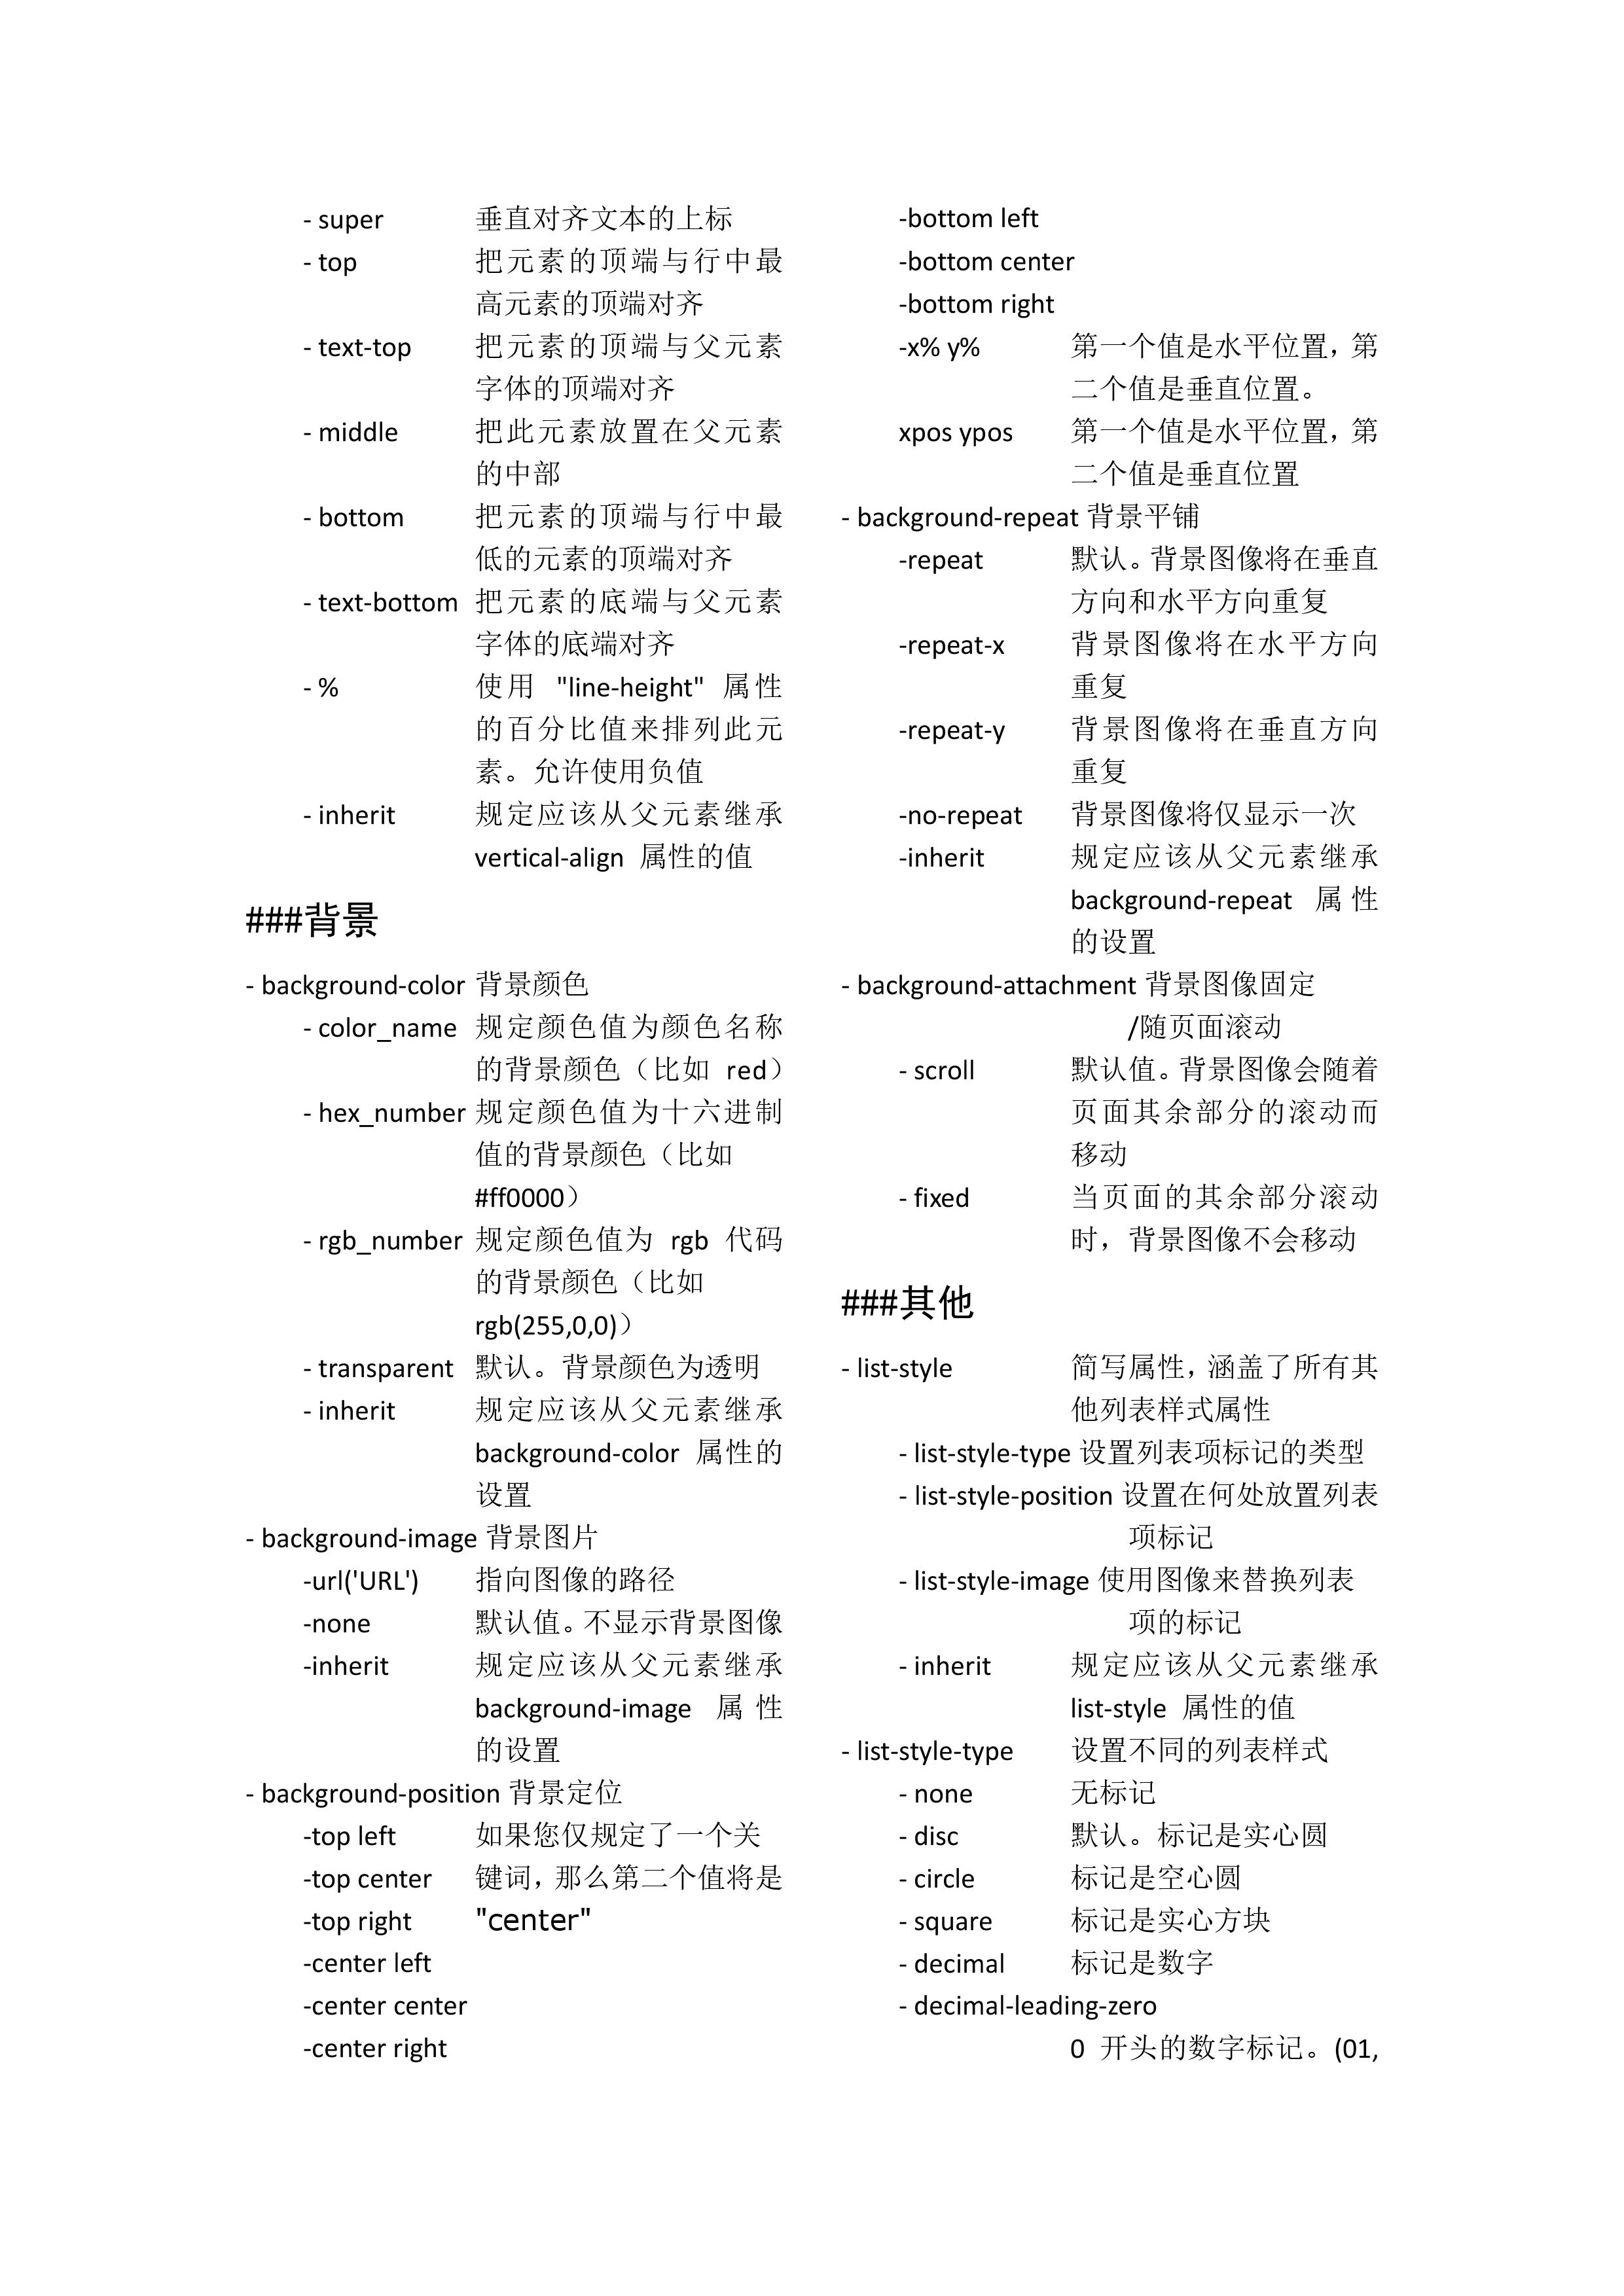 - super 垂直对齐文本的上标
- top 把元素的顶端与行中最
高元素的顶端对齐
- text-top 把元素的顶端与父元素
字体的顶端对齐
- middle 把此元素放置在父元素
的中部
- bottom 把元素的顶端与行中最
低的元素的顶端对齐
- text-bottom 把元素的底端与父元素
字体的底端对齐
- % 使用 "line-height" 属性
的百分比值来排列此元
素。允许使用负值
- inherit 规定应该从父元素继承
vertical-align 属性的值
###背景
- background-color 背景颜色
- color_name 规定颜色值为颜色名称
的背景颜色（比如 red）
- hex_number 规定颜色值为十六进制
值的背景颜色（比如
#ff0000）
- rgb_number 规定颜色值为 rgb 代码
的背景颜色（比如
rgb(255,0,0)）
- transparent 默认。背景颜色为透明
- inherit 规定应该从父元素继承
background-color 属性的
设置
- background-image 背景图片
-url('URL') 指向图像的路径
-none 默认值。不显示背景图像
-inherit 规定应该从父元素继承
background-image 属性
的设置
- background-position 背景定位
-top left 如果您仅规定了一个关
-top center 键词，那么第二个值将是
-top right "center"
-center left
-center center
-center right
-bottom left
-bottom center
-bottom right
-x% y% 第一个值是水平位置，第
二个值是垂直位置。
xpos ypos 第一个值是水平位置，第
二个值是垂直位置
- background-repeat 背景平铺
-repeat 默认。背景图像将在垂直
方向和水平方向重复
-repeat-x 背景图像将在水平方向
重复
-repeat-y 背景图像将在垂直方向
重复
-no-repeat 背景图像将仅显示一次
-inherit 规定应该从父元素继承
background-repeat 属性
的设置
- background-attachment 背景图像固定
/随页面滚动
- scroll 默认值。背景图像会随着
页面其余部分的滚动而
移动
- fixed 当页面的其余部分滚动
时，背景图像不会移动
###其他
- list-style 简写属性，涵盖了所有其
他列表样式属性
- list-style-type 设置列表项标记的类型
- list-style-position 设置在何处放置列表
项标记
- list-style-image 使用图像来替换列表
项的标记
- inherit 规定应该从父元素继承
list-style 属性的值
- list-style-type 设置不同的列表样式
- none 无标记
- disc 默认。标记是实心圆
- circle 标记是空心圆
- square 标记是实心方块
- decimal 标记是数字
- decimal-leading-zero
0 开头的数字标记。(01,